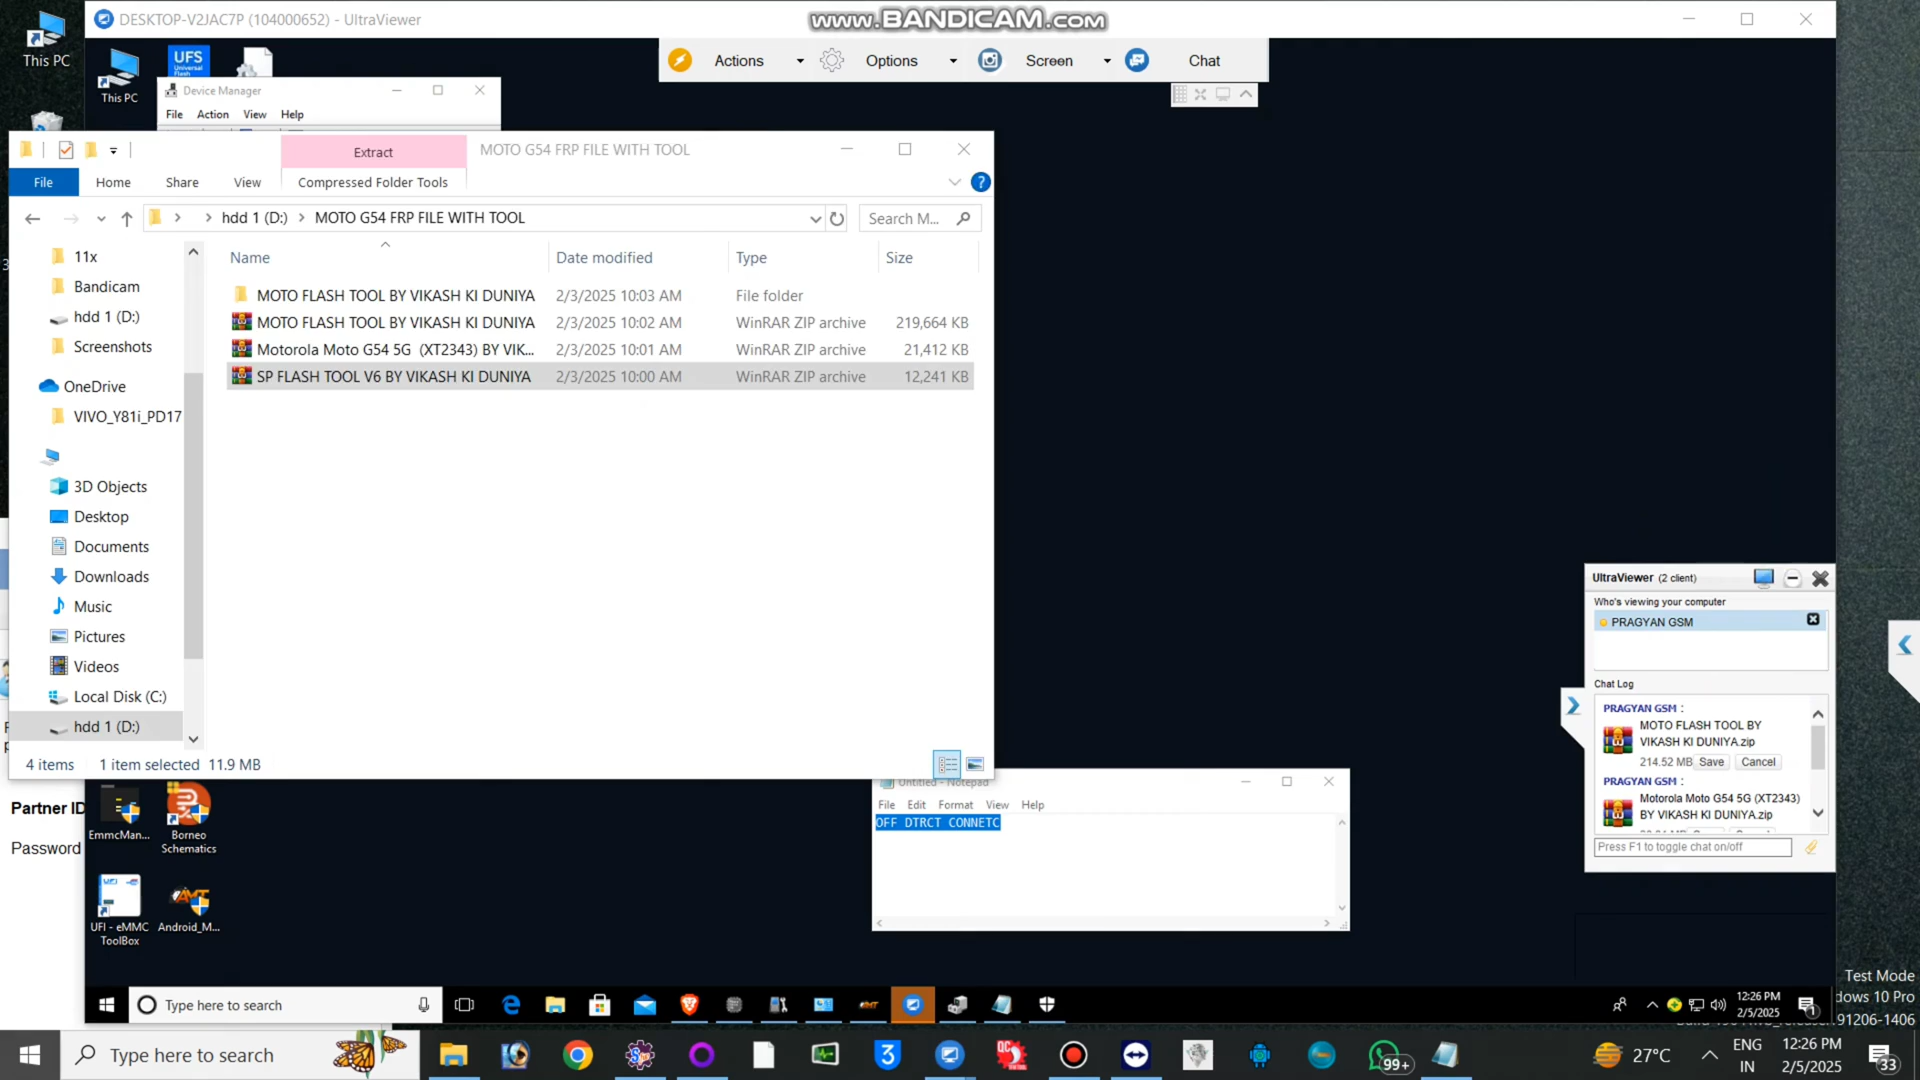 DESKTOP-V2JAC7P (104000652) - UltraViewer
www.BANDICAM.com
This PC
UFS
This PC
Actions
Options
Screen
Chat
Device Manager
File Action View Help
Extract
MOTO G54 FRP FILE WITH TOOL
File Home Share View Compressed Folder Tools
hdd 1 (D:) > MOTO G54 FRP FILE WITH TOOL
Search M...
Name Date modified Type Size
MOTO FLASH TOOL BY VIKASH KI DUNIYA 2/3/2025 10:03 AM File folder
MOTO FLASH TOOL BY VIKASH KI DUNIYA 2/3/2025 10:02 AM WinRAR ZIP archive 219,664 KB
Motorola Moto G54 5G (XT2343) BY VIK... 2/3/2025 10:01 AM WinRAR ZIP archive 21,412 KB
SP FLASH TOOL V6 BY VIKASH KI DUNIYA 2/3/2025 10:00 AM WinRAR ZIP archive 12,241 KB
11x
Bandicam
hdd 1 (D:)
Screenshots
OneDrive
VIVO_Y81i_PD17
3D Objects
Desktop
Documents
Downloads
Music
Pictures
Videos
Local Disk (C:)
hdd 1 (D:)
4 items 1 item selected 11.9 MB
UltraViewer (2 client)
Who's viewing your computer
PRAGYAN GSM
Chat Log
PRAGYAN GSM :
MOTO FLASH TOOL BY
VIKASH KI DUNIYA.zip
214.52 MB Save Cancel
PRAGYAN GSM :
Motorola Moto G54 5G (XT2343)
BY VIKASH KI DUNIYA.zip
Press F1 to toggle chat on/off
Untitled - Notepad
File Edit Format View Help
OFF DTRCT CONNETC
Partner ID
Password
EmmcMan...
Borneo
Schematics
UFI - eMMC
ToolBox
Android_M...
Type here to search
12:26 PM
2/5/2025
1
Test Mode
dows 10 Pro
91206-1406
Type here to search
99+
27°C
ENG
IN
12:26 PM
2/5/2025
33